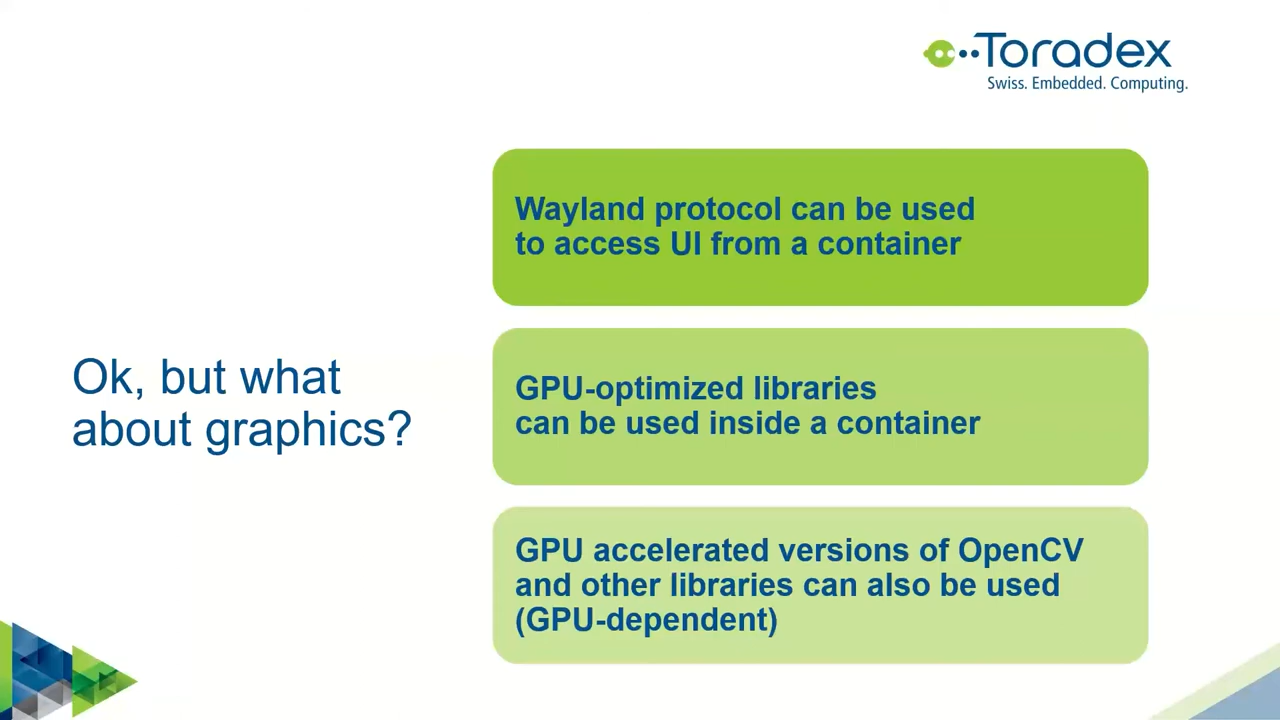 Toradex
Swiss. Embedded. Computing.
Ok, but what
about graphics?
Wayland protocol can be used
to access UI from a container
GPU-optimized libraries
can be used inside a container
GPU accelerated versions of OpenCV
and other libraries can also be used
(GPU-dependent)